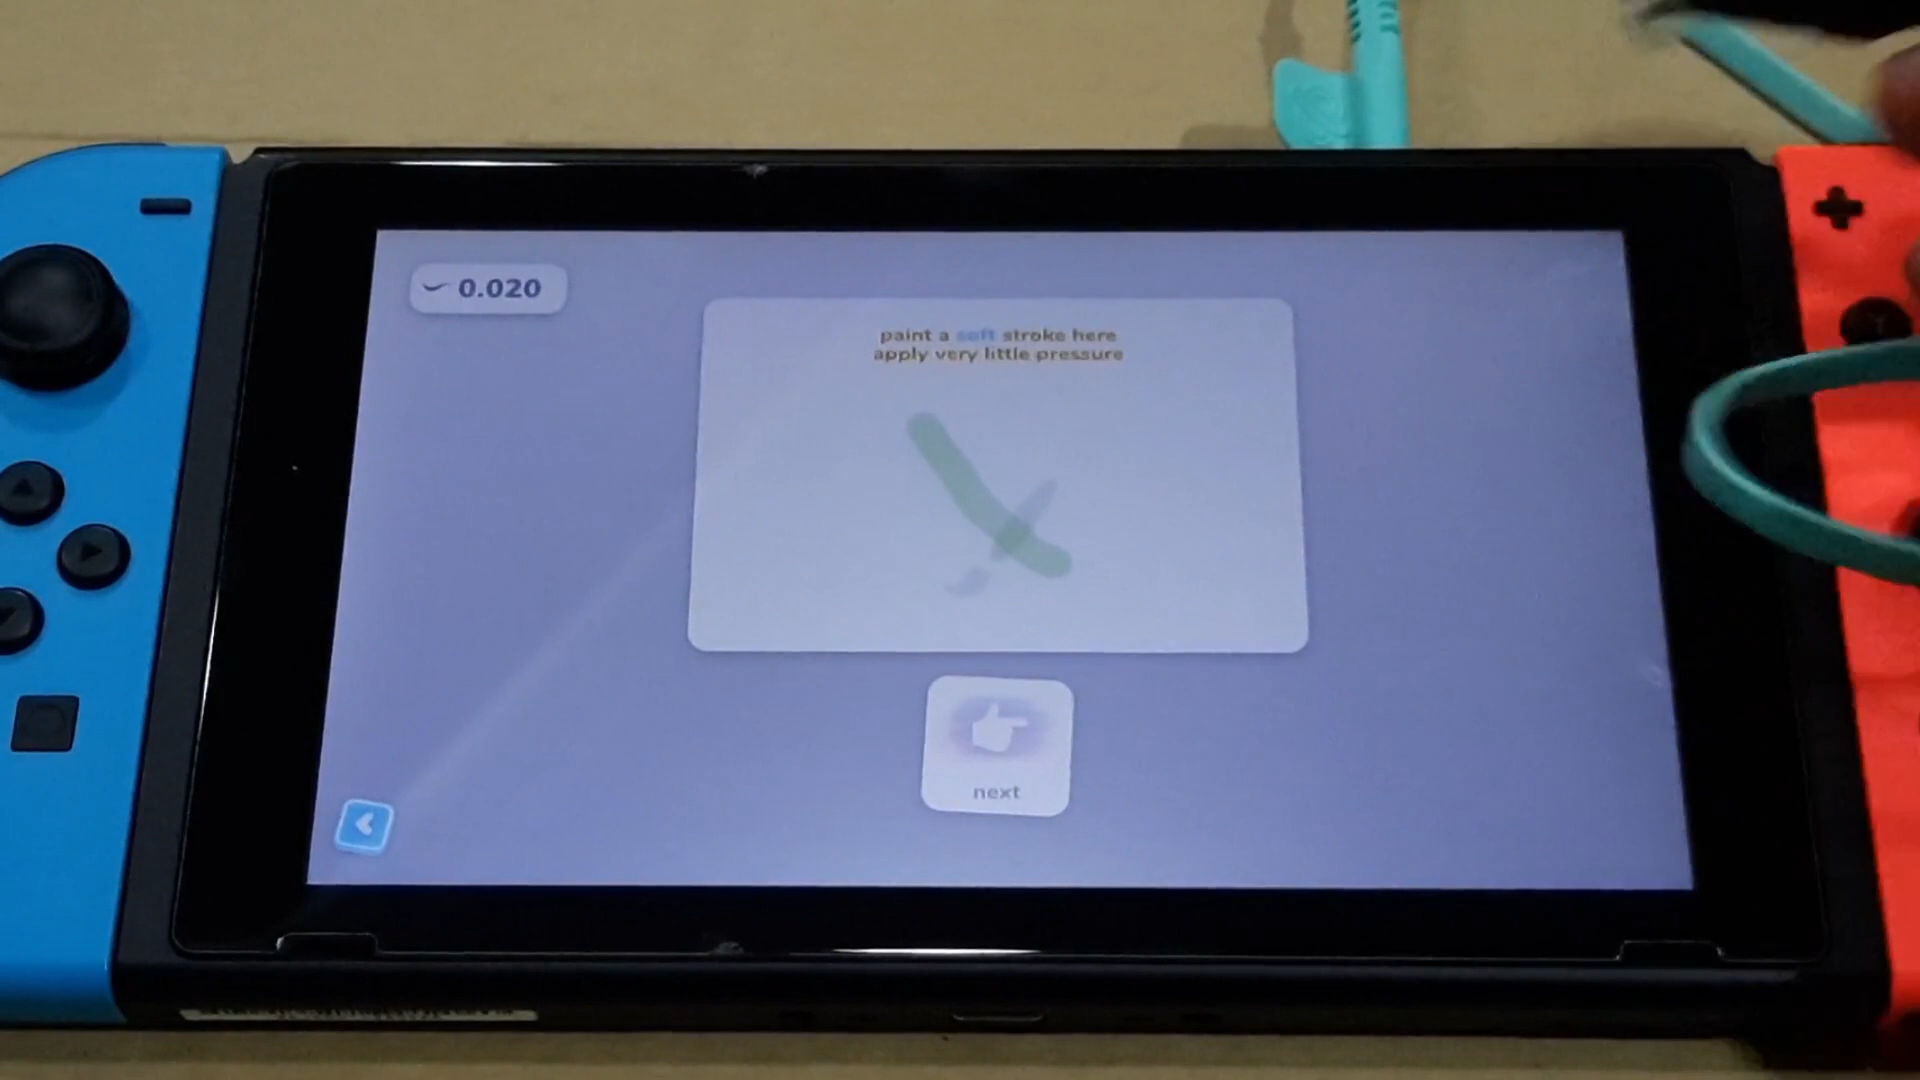 0.020
paint a soft stroke here
apply very little pressure
next